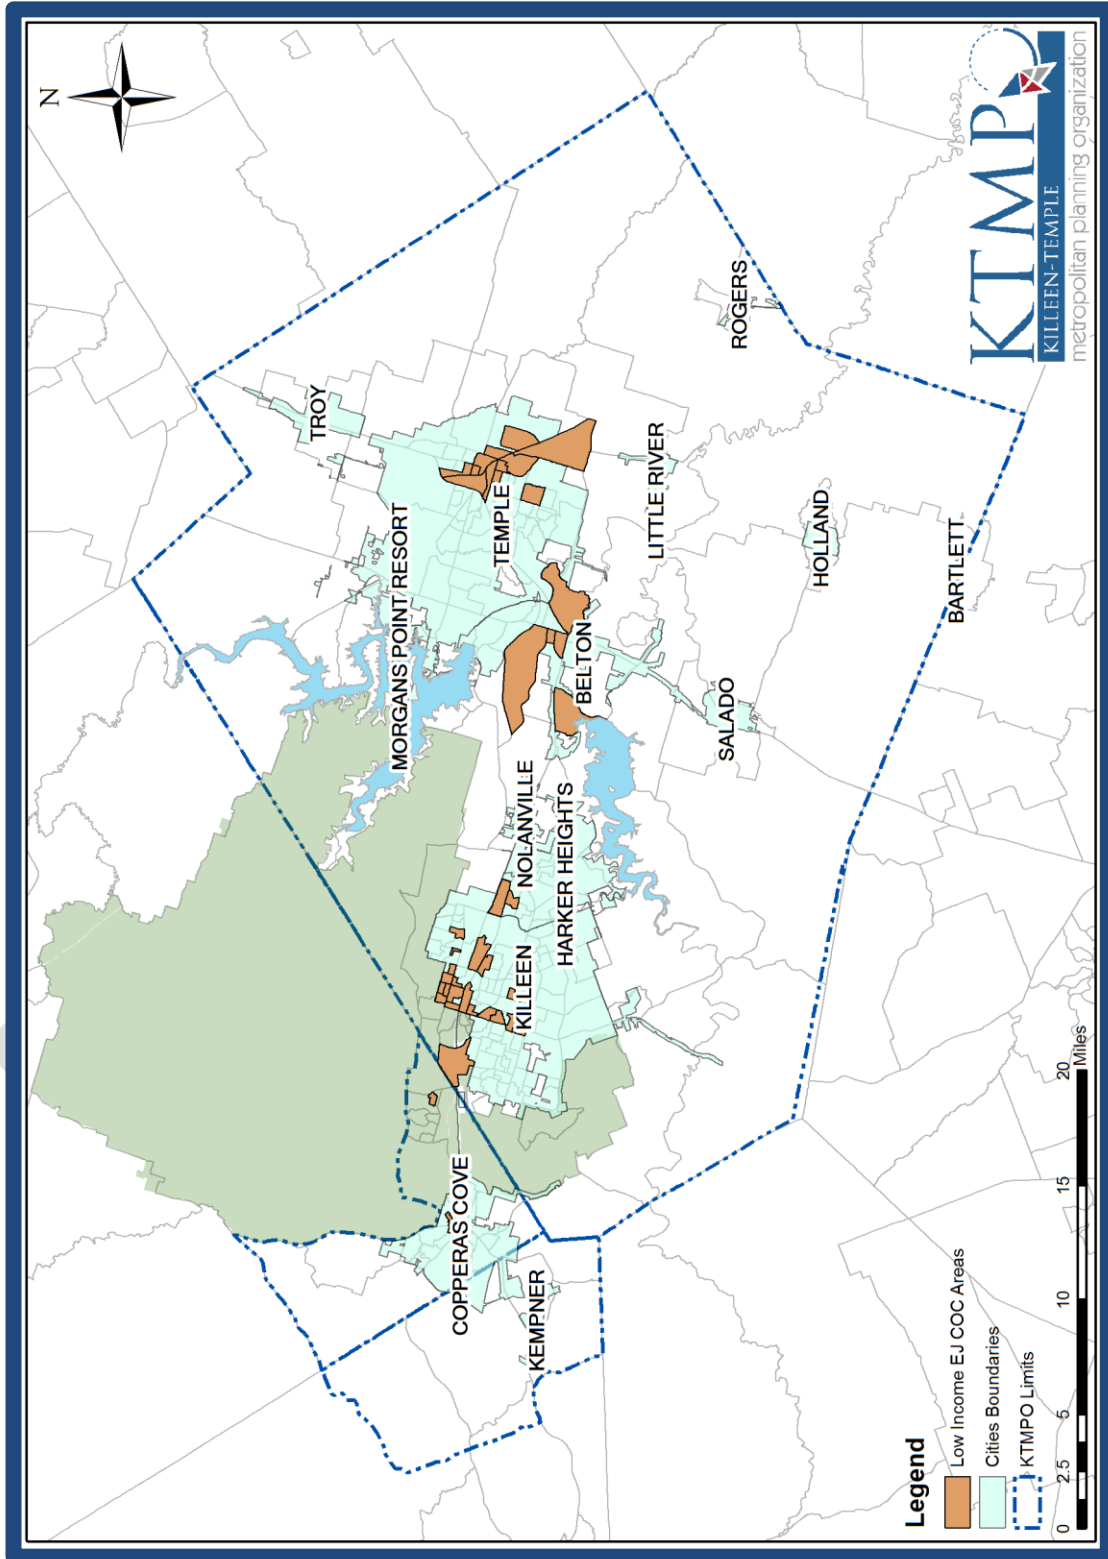 N
TROY
MORGANS POINT RESORT
TEMPLE
ROGERS
LITTLE RIVER
BELTON
HOLLAND
BARTLETT
SALADO
NOLANVILLE
HARKER HEIGHTS
KILLEEN
COPPERAS COVE
KEMPNER
Legend
Low Income EJ COC Areas
Cities Boundaries
KTMPO Limits
0 2.5 5 10 15 20
Miles
KTMPO
KILLEEN-TEMPLE
metropolitan planning organization